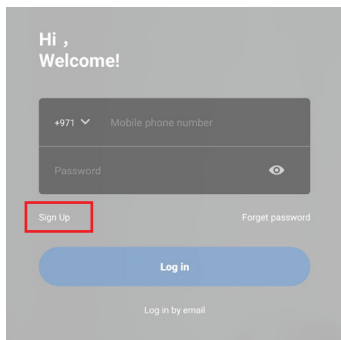 Hi ，
Welcome!
+971 Mobile phone number
Password
Sign Up Forget password
Log in
Log in by email